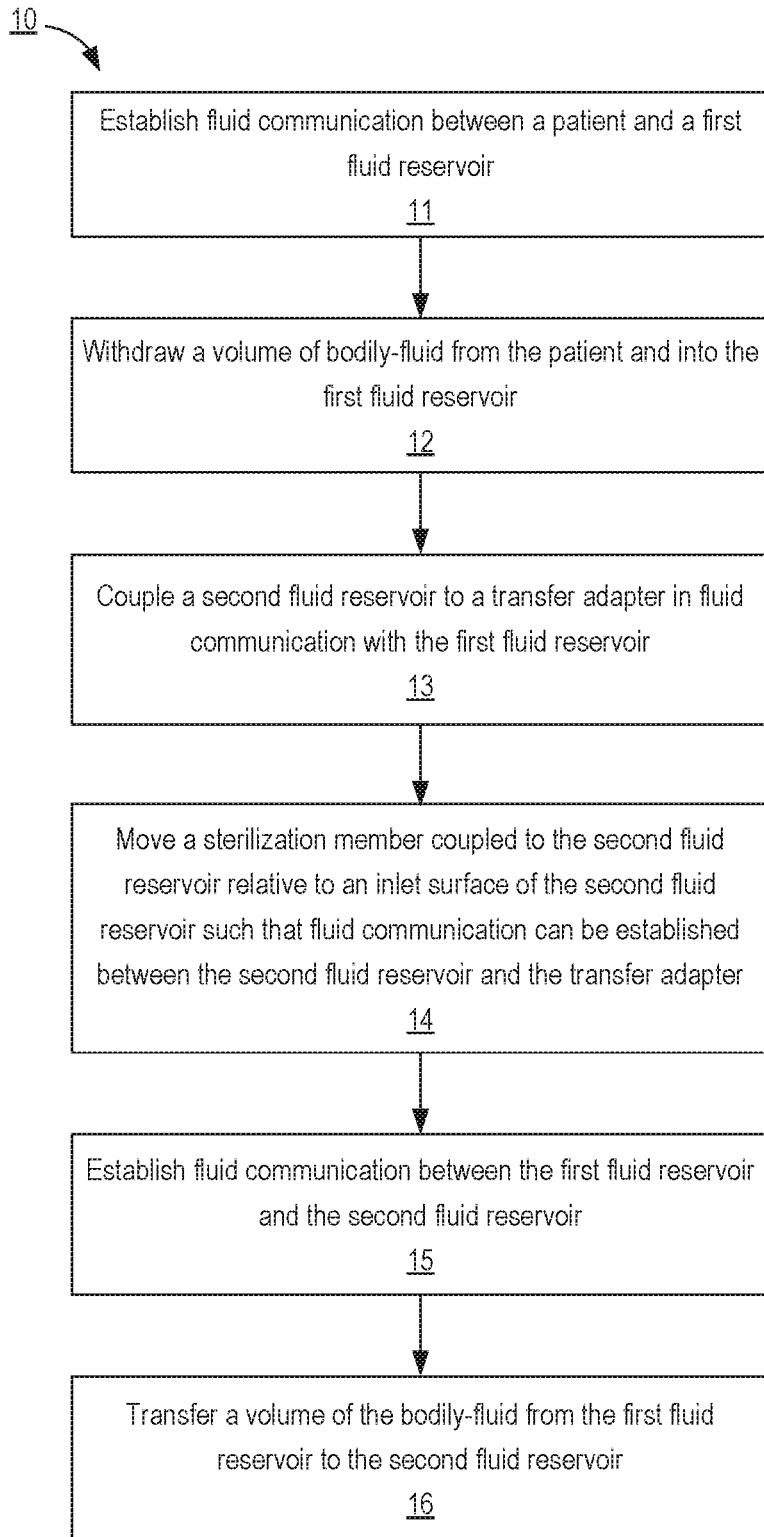 10
Establish fluid communication between a patient and a first
fluid reservoir
11
Withdraw a volume of bodily-fluid from the patient and into the
first fluid reservoir
12
Couple a second fluid reservoir to a transfer adapter in fluid
communication with the first fluid reservoir
13
Move a sterilization member coupled to the second fluid
reservoir relative to an inlet surface of the second fluid
reservoir such that fluid communication can be established
between the second fluid reservoir and the transfer adapter
14
Establish fluid communication between the first fluid reservoir
and the second fluid reservoir
15
Transfer a volume of the bodily-fluid from the first fluid
reservoir to the second fluid reservoir
16